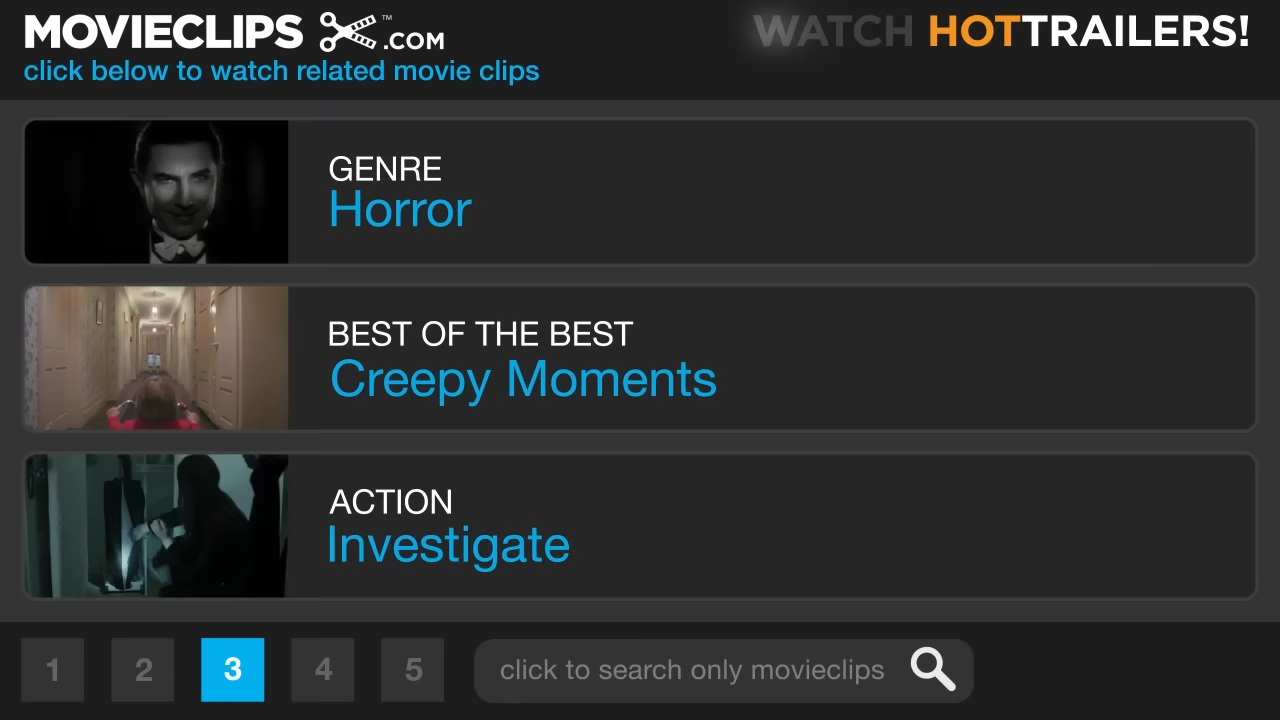 MOVIECLIPS ™ .COM
WATCH HOTTRAILERS!
click below to watch related movie clips
GENRE
Horror
BEST OF THE BEST
Creepy Moments
ACTION
Investigate
1 2 3 4 5
click to search only movieclips